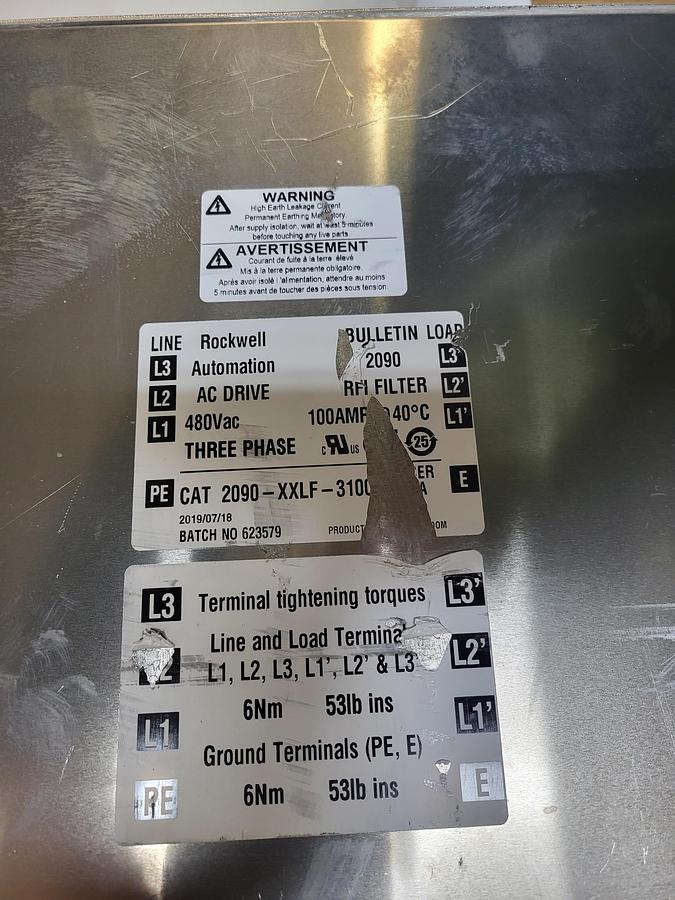 WARNING
High Earth Leakage Current
Permanent Earthing
After supply isolation, wait at least 5 minutes
before touching any live parts
AVERTISSEMENT
Courant de fuite à la terre élevé
Mis à la terre permanente obligatoire.
Après avoir isolé l'alimentation, attendre au moins
5 minutes avant de toucher des pièces sous tension.
LINE Rockwell BULLETIN LOAD
L3 Automation 2090 L3'
L2 AC DRIVE RFI FILTER L2'
L1 480Vac 100AMP 40°C L1'
THREE PHASE c RU us 25
PE CAT 2090-XXLF-3100 E
2019/07/18
BATCH NO 623579 PRODUCT
L3 Terminal tightening torques L3'
Line and Load L2'
L1, L2, L3, L1', L2' & L3'
L1 6Nm 53lb ins L1'
Ground Terminals (PE, E)
PE 6Nm 53lb ins E